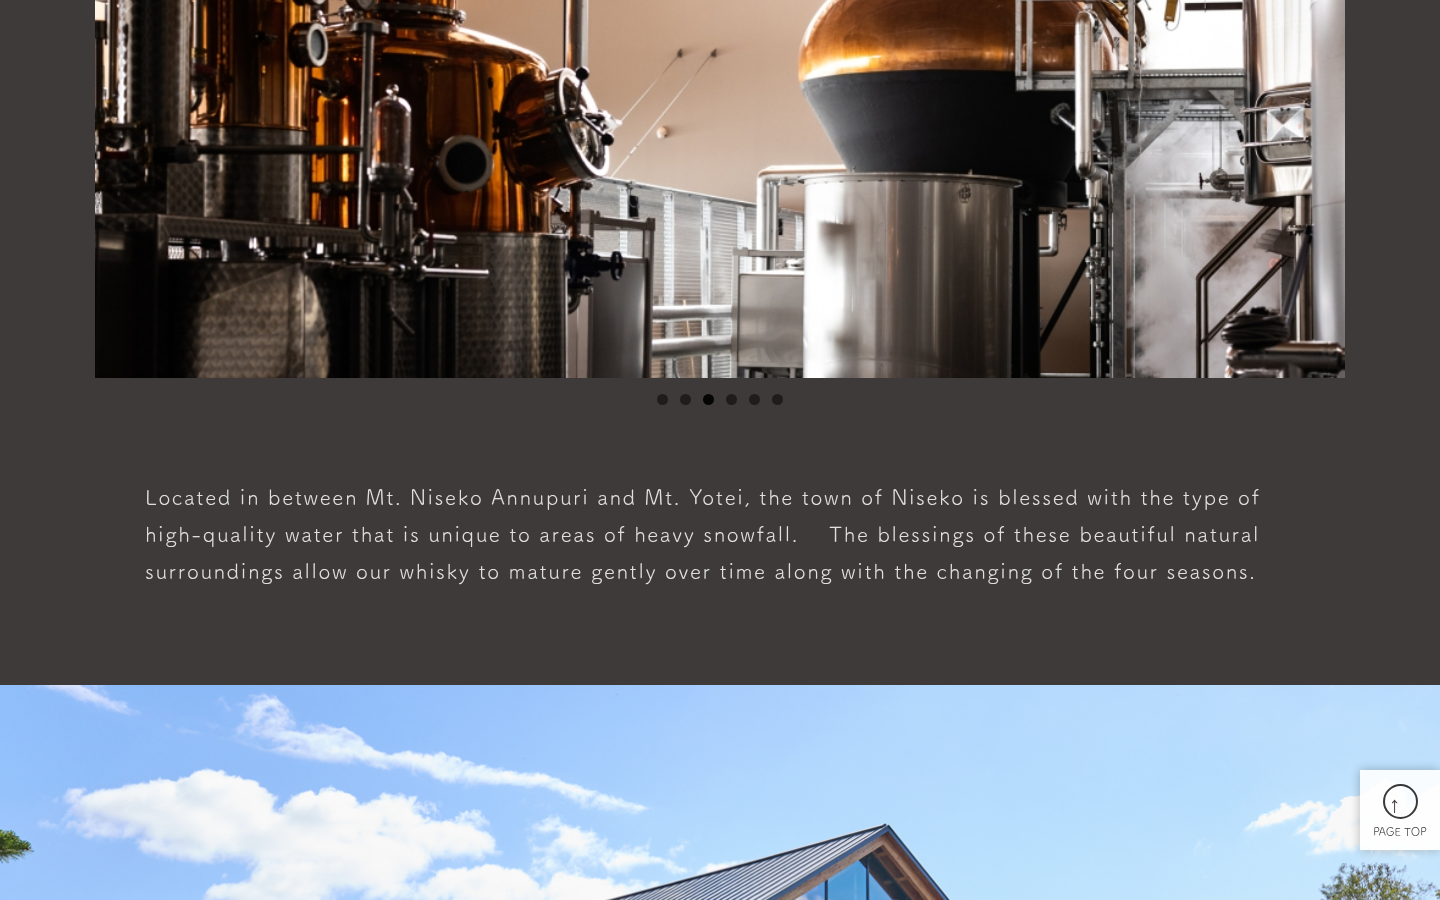 Located in between Mt. Niseko Annupuri and Mt. Yotei, the town of Niseko is blessed with the type of
high-quality water that is unique to areas of heavy snowfall.　The blessings of these beautiful natural
surroundings allow our whisky to mature gently over time along with the changing of the four seasons.
↑
PAGE TOP